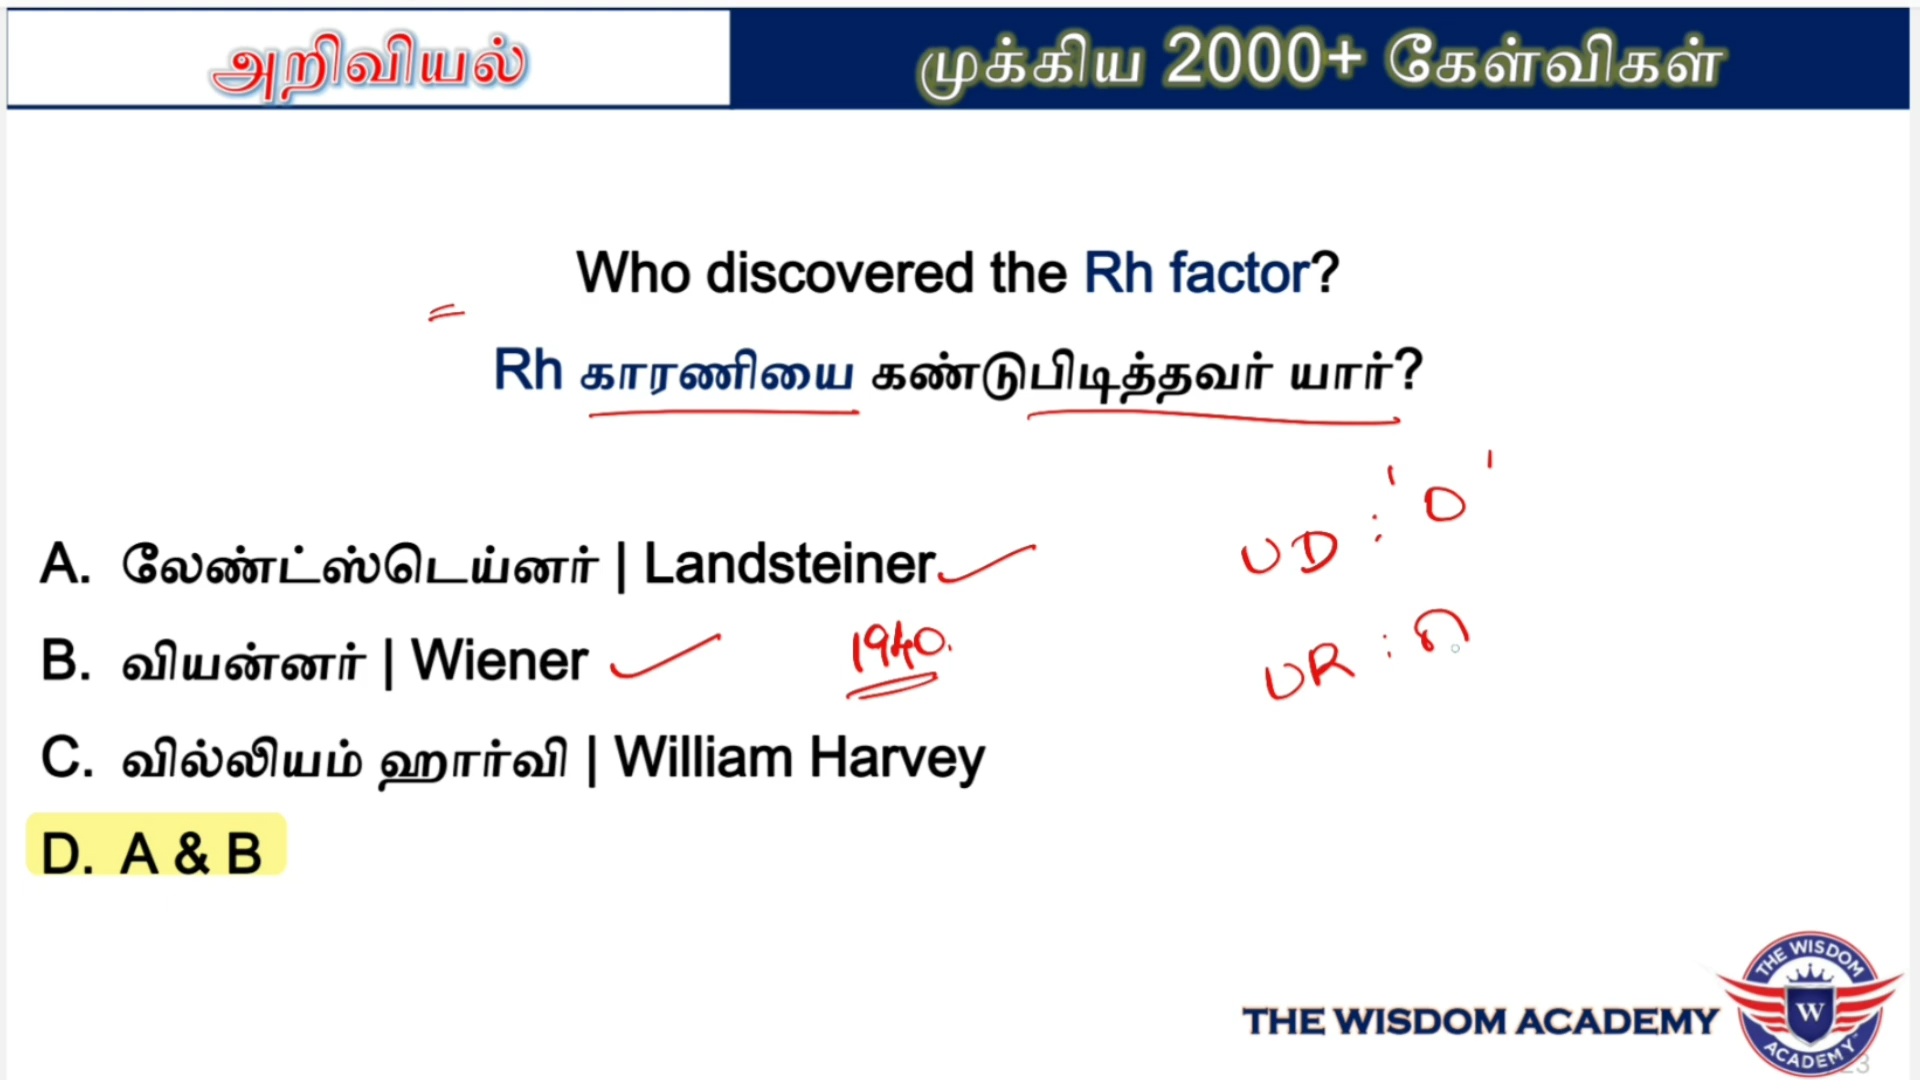 அறிவியல்
முக்கிய 2000+ கேள்விகள்
Who discovered the Rh factor?
Rh காரணியை கண்டுபிடித்தவர் யார்?
A. லேண்ட்ஸ்டெய்னர் | Landsteiner
B. வியன்னர் | Wiener
1940.
C. வில்லியம் ஹார்வி | William Harvey
D. A & B
UD : 'O'
UR :
THE WISDOM ACADEMY
THE WISDOM
W
ACADEMY